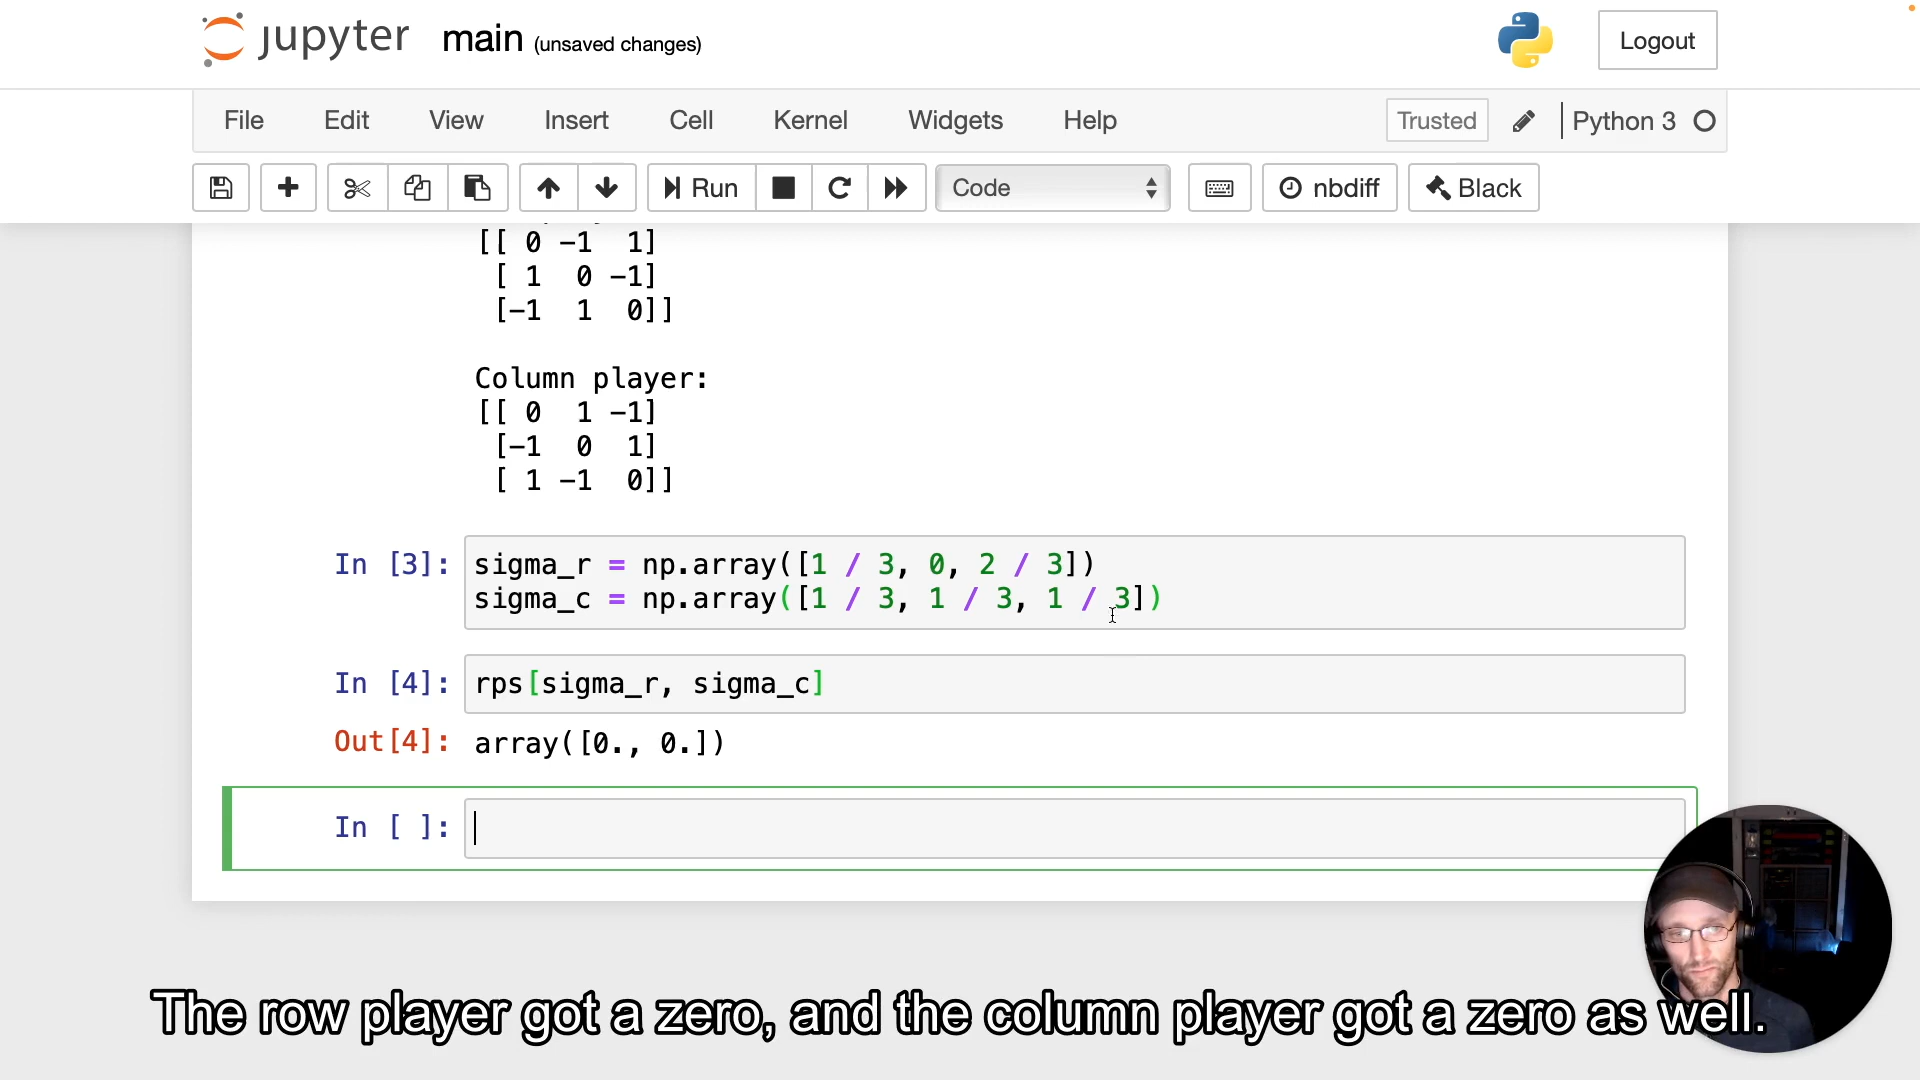 jupyter main (unsaved changes)
Logout
File Edit View Insert Cell Kernel Widgets Help
Trusted Python 3
Run Code nbdiff Black
[[ 0 -1  1]
 [ 1  0 -1]
 [-1  1  0]]
Column player:
[[ 0  1 -1]
 [-1  0  1]
 [ 1 -1  0]]
In [3]: sigma_r = np.array([1 / 3, 0, 2 / 3])
sigma_c = np.array([1 / 3, 1 / 3, 1 / 3])
In [4]: rps[sigma_r, sigma_c]
Out[4]: array([0., 0.])
In [ ]:
The row player got a zero, and the column player got a zero as well.